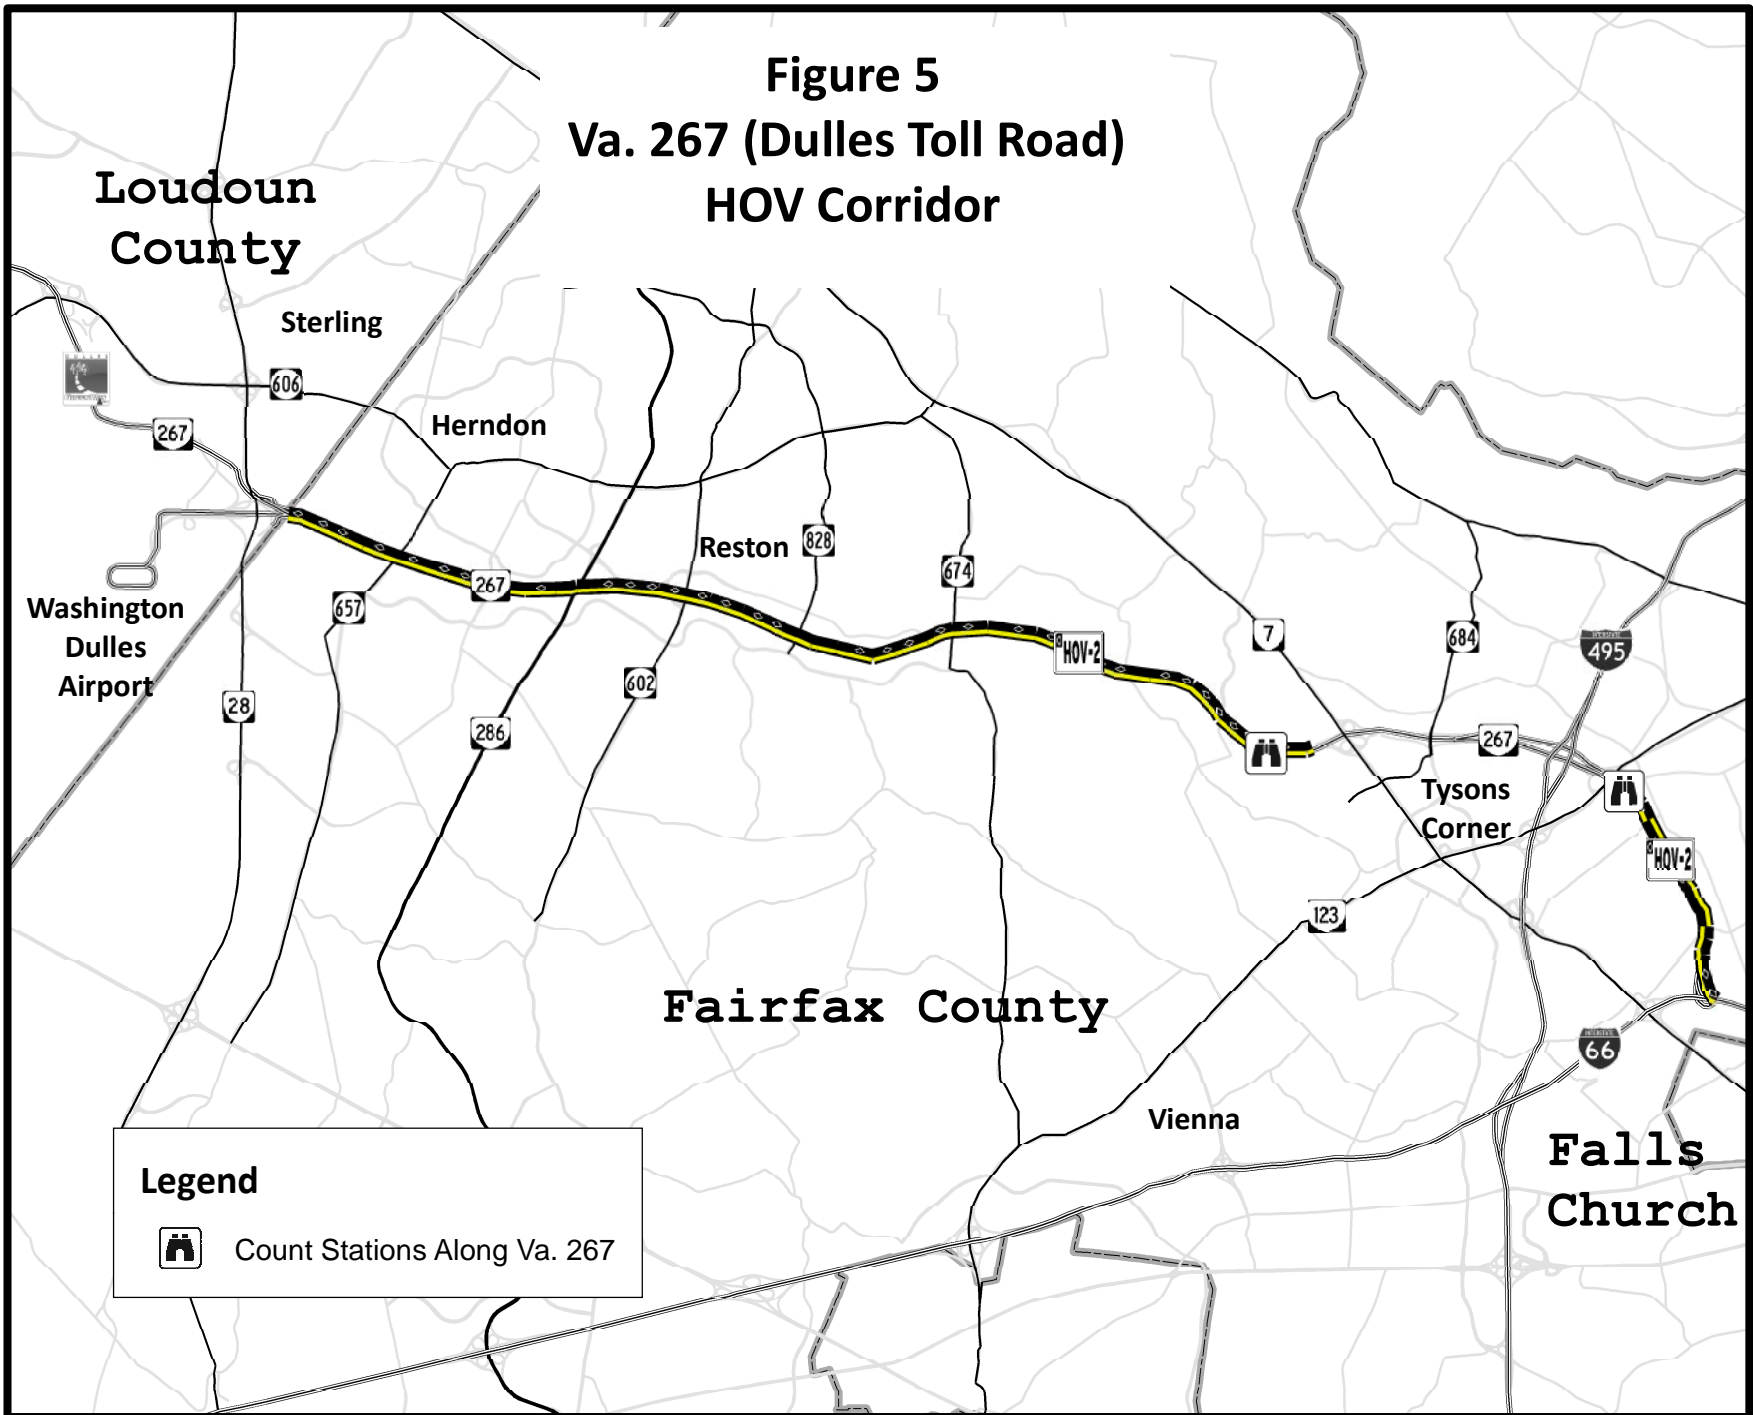 Figure 5
Va. 267 (Dulles Toll Road)
HOV Corridor
Loudoun
County
Sterling
606
267
Herndon
Reston
828
674
267
Washington
Dulles
Airport
657
HOV-2
7
684
495
602
28
286
267
Tysons
Corner
HOV-2
123
Fairfax County
66
Vienna
Falls
Church
Legend
Count Stations Along Va. 267